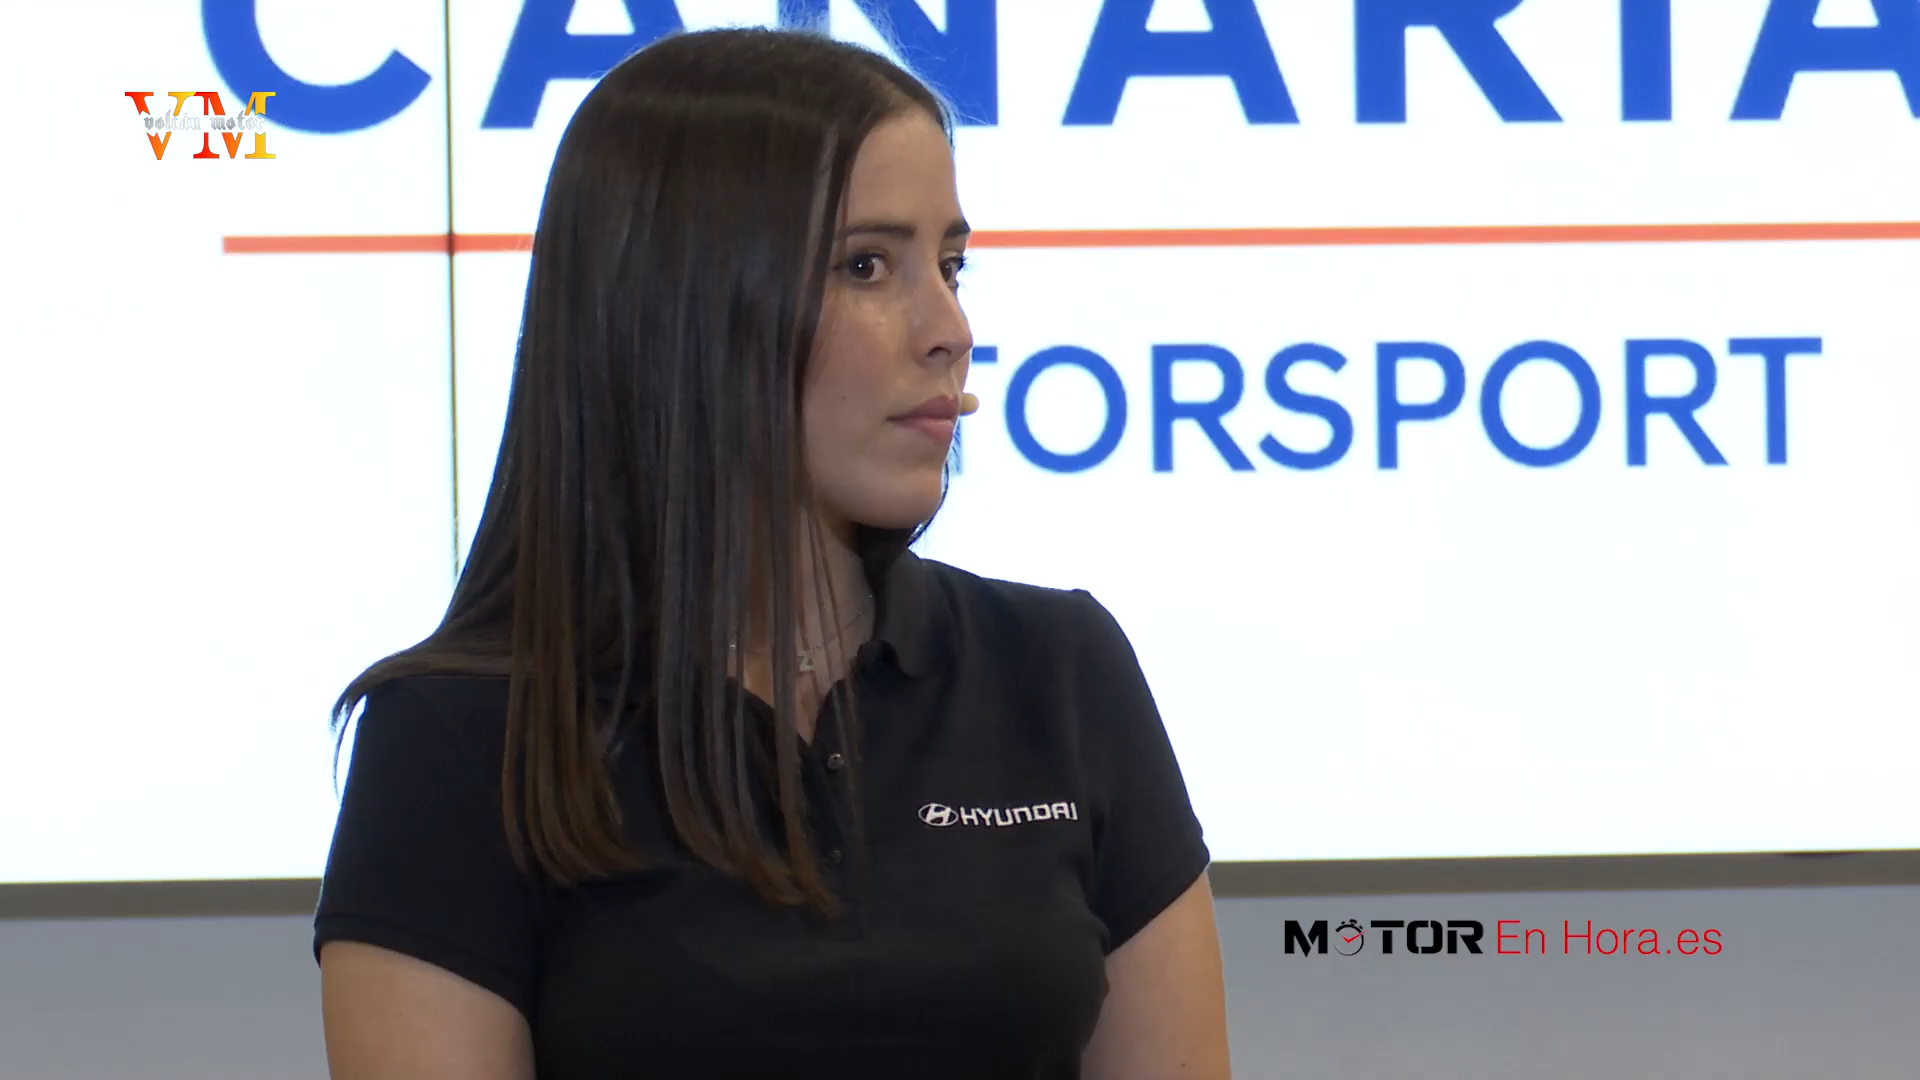 CANARIA
VM
volcán motor
TORSPORT
HYUNDAI
MOTOR En Hora.es